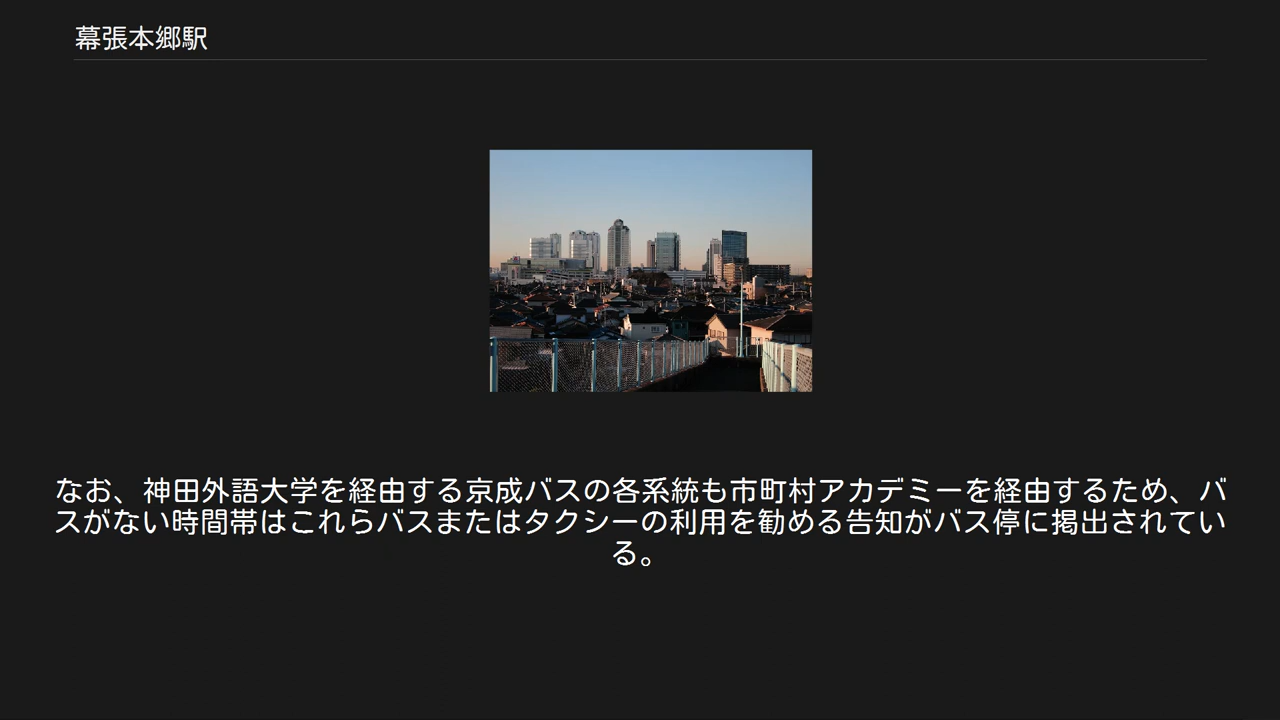 幕張本郷駅
なお、神田外語大学を経由する京成バスの各系統も市町村アカデミーを経由するため、バ
スがない時間帯はこれらバスまたはタクシーの利用を勧める告知がバス停に掲出されてい
る。